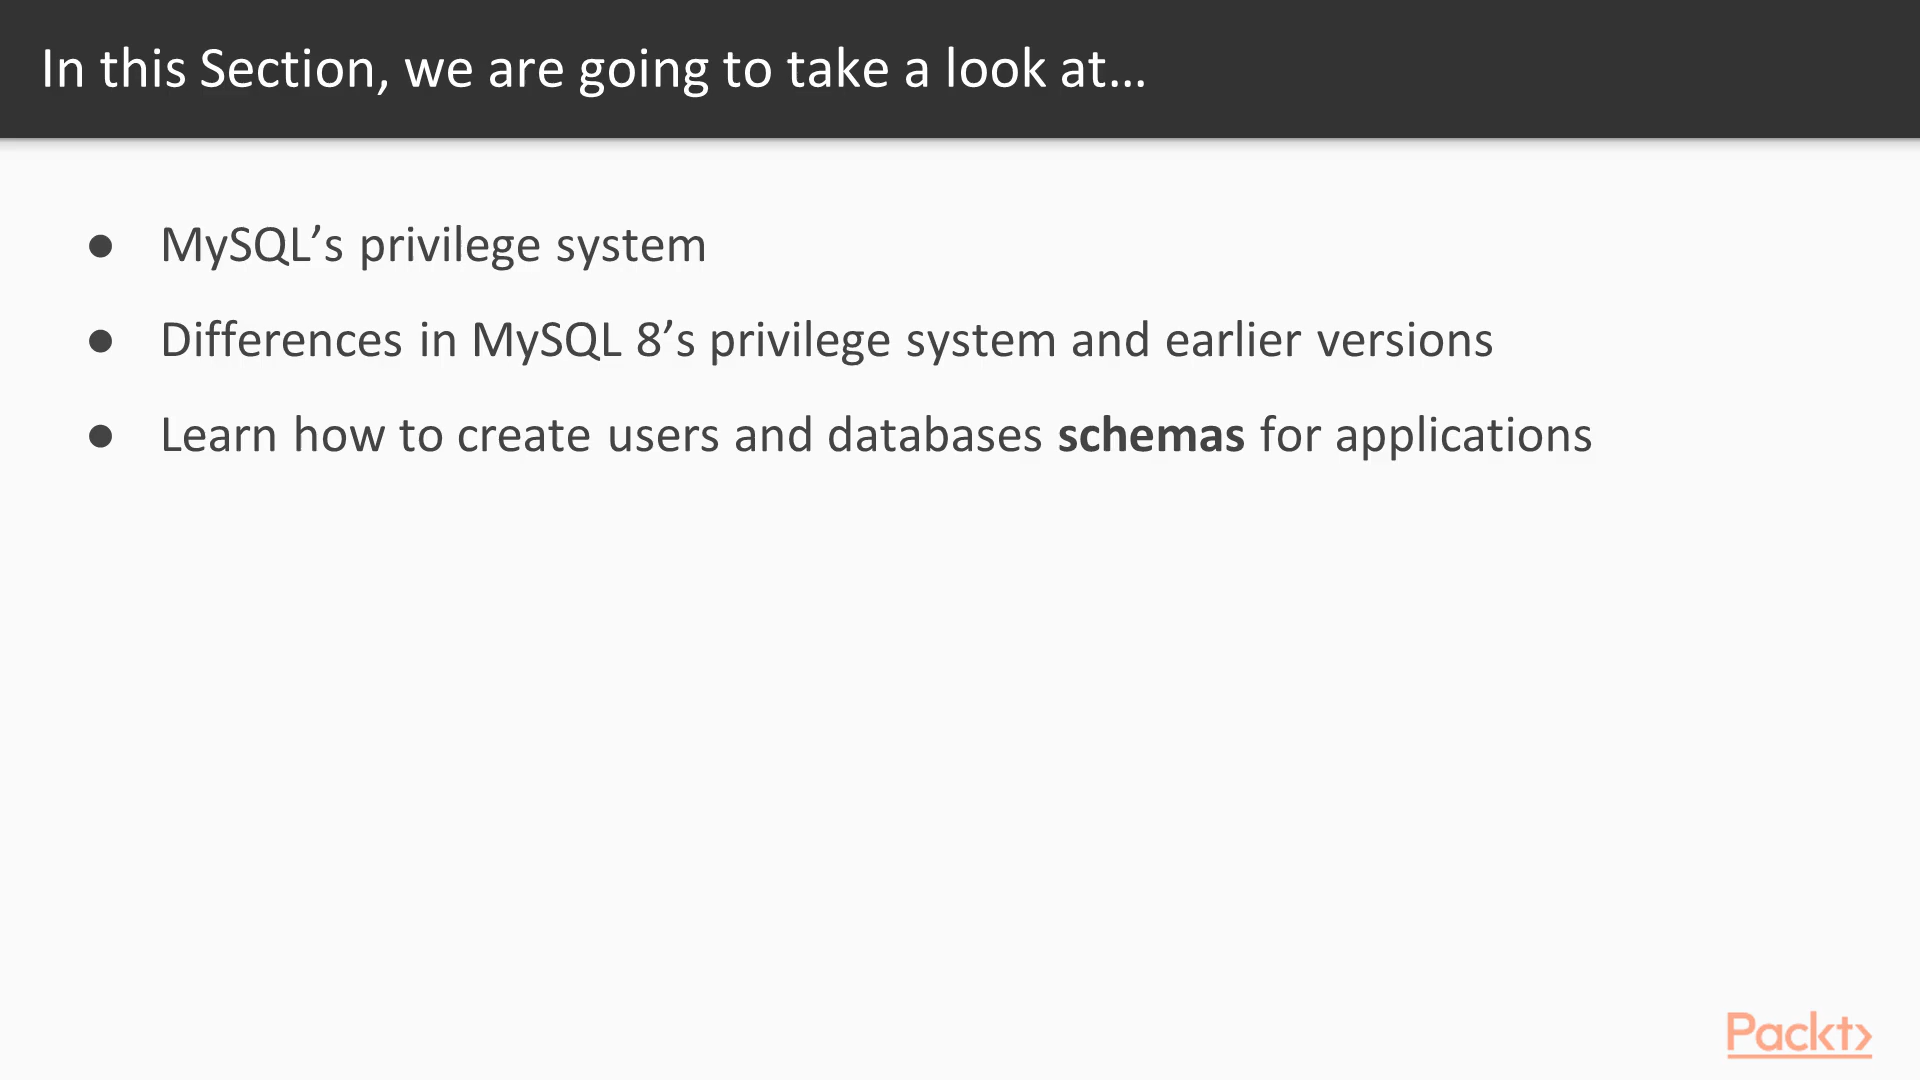 In this Section, we are going to take a look at…
● MySQL’s privilege system
● Differences in MySQL 8’s privilege system and earlier versions
● Learn how to create users and databases schemas for applications
Packt>